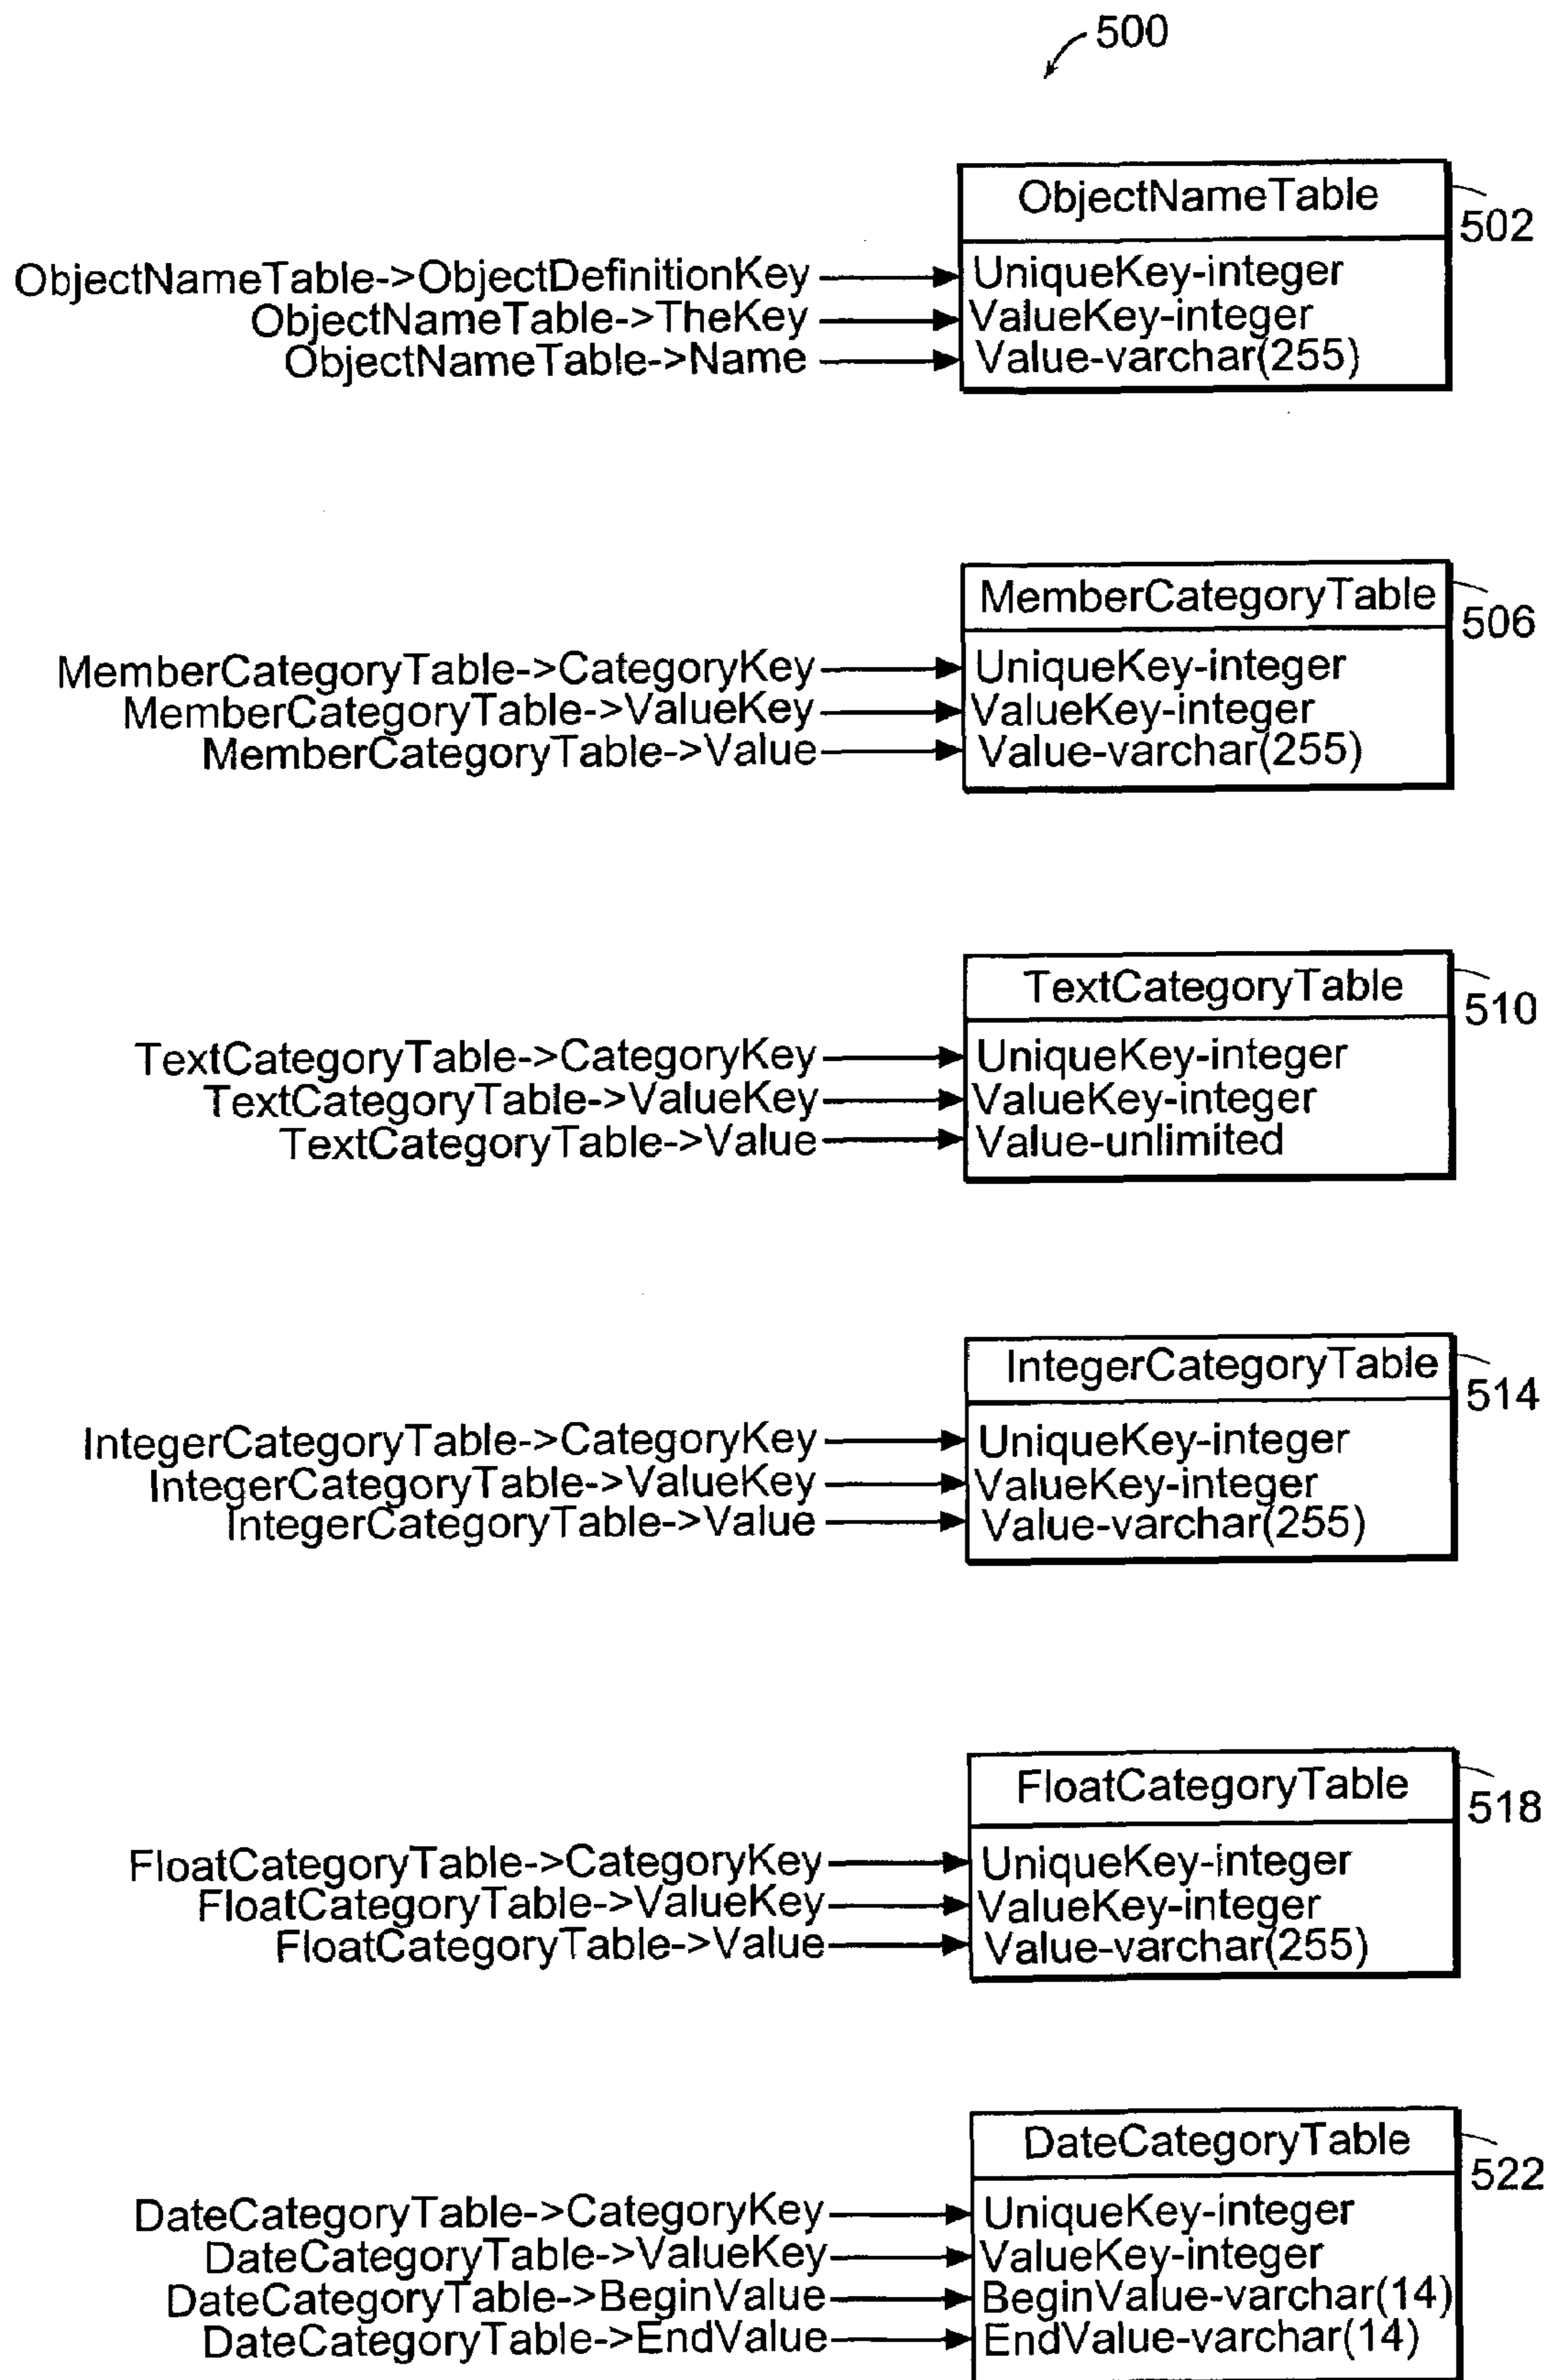 500
ObjectNameTable
502
ObjectNameTable->ObjectDefinitionKey
UniqueKey-integer
ObjectNameTable->TheKey
ValueKey-integer
ObjectNameTable->Name
Value-varchar(255)
MemberCategoryTable
506
MemberCategoryTable->CategoryKey
UniqueKey-integer
MemberCategoryTable->ValueKey
ValueKey-integer
MemberCategoryTable->Value
Value-varchar(255)
TextCategoryTable
510
TextCategoryTable->CategoryKey
UniqueKey-integer
TextCategoryTable->ValueKey
ValueKey-integer
TextCategoryTable->Value
Value-unlimited
IntegerCategoryTable
514
IntegerCategoryTable->CategoryKey
UniqueKey-integer
IntegerCategoryTable->ValueKey
ValueKey-integer
IntegerCategoryTable->Value
Value-varchar(255)
FloatCategoryTable
518
FloatCategoryTable->CategoryKey
UniqueKey-integer
FloatCategoryTable->ValueKey
ValueKey-integer
FloatCategoryTable->Value
Value-varchar(255)
DateCategoryTable
522
DateCategoryTable->CategoryKey
UniqueKey-integer
DateCategoryTable->ValueKey
ValueKey-integer
DateCategoryTable->BeginValue
BeginValue-varchar(14)
DateCategoryTable->EndValue
EndValue-varchar(14)